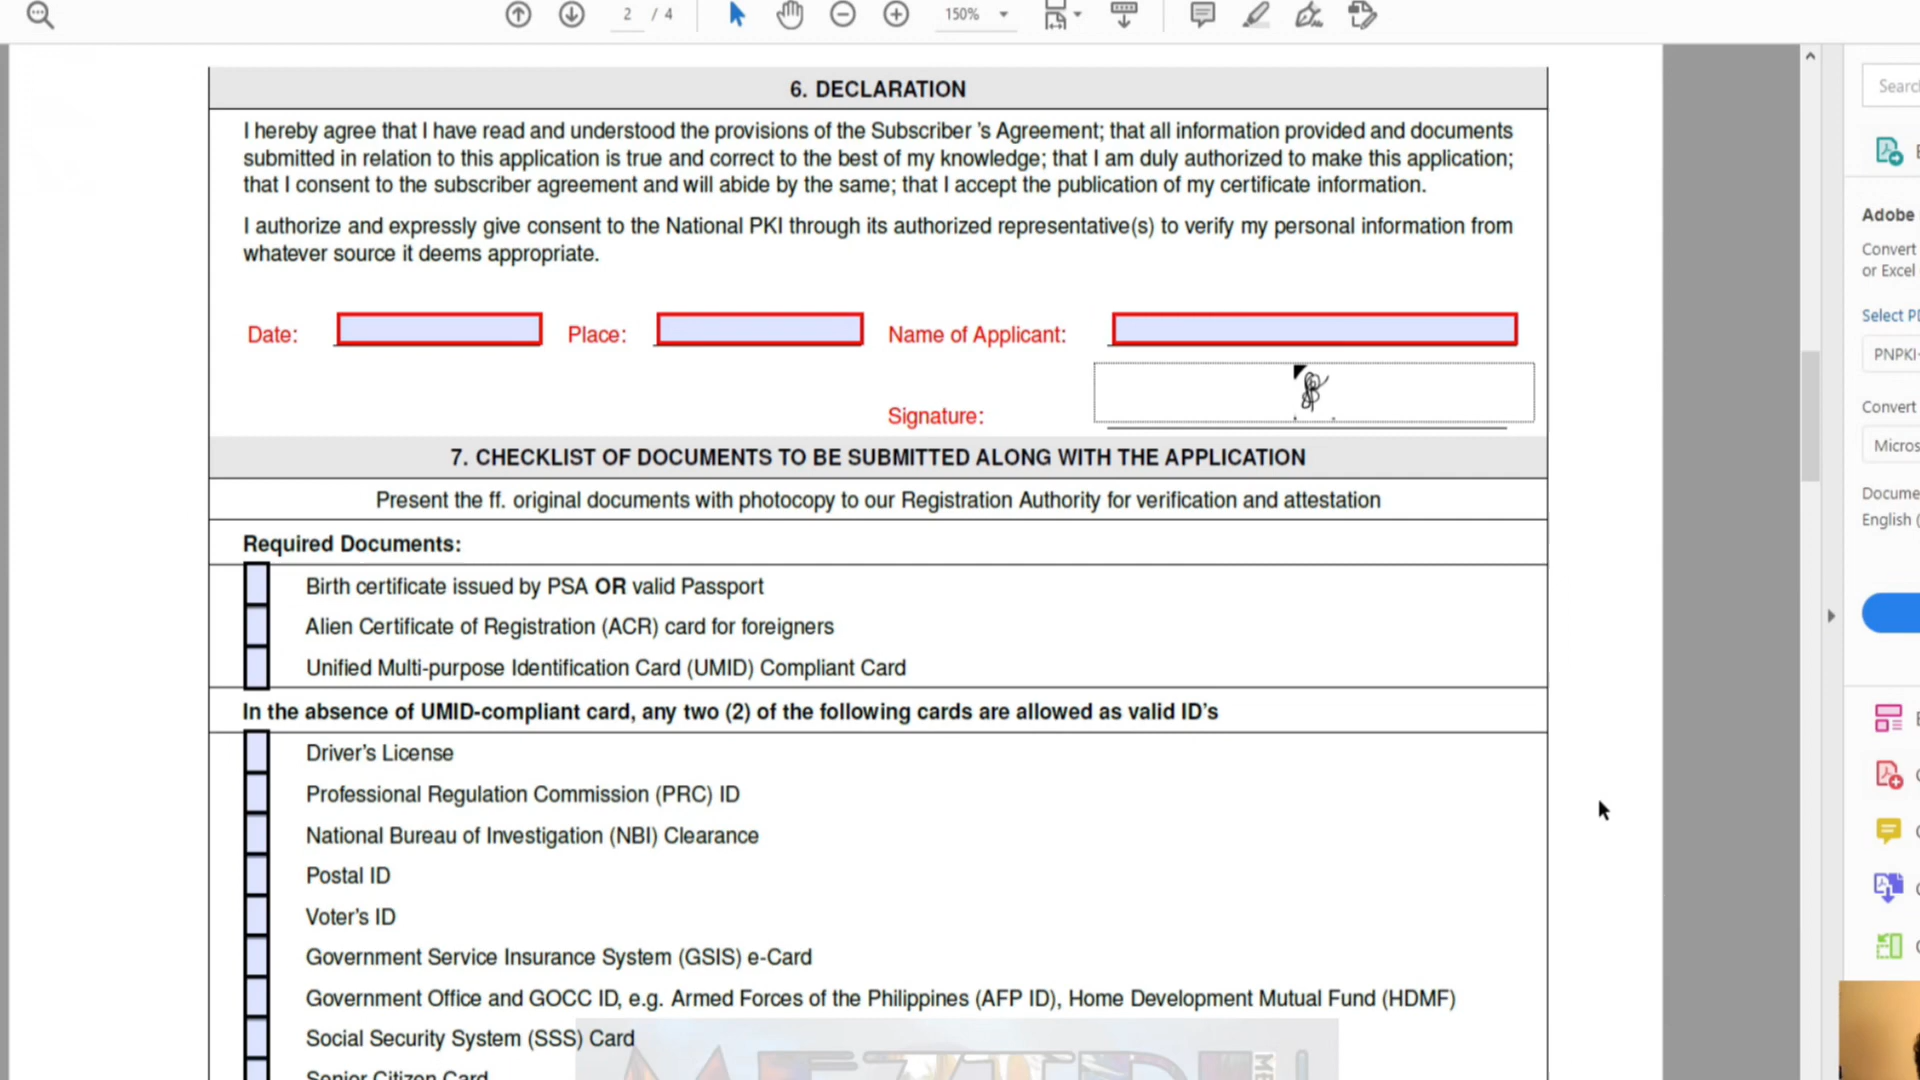 2 / 4
150%
6. DECLARATION
I hereby agree that I have read and understood the provisions of the Subscriber 's Agreement; that all information provided and documents
submitted in relation to this application is true and correct to the best of my knowledge; that I am duly authorized to make this application;
that I consent to the subscriber agreement and will abide by the same; that I accept the publication of my certificate information.
I authorize and expressly give consent to the National PKI through its authorized representative(s) to verify my personal information from
whatever source it deems appropriate.
Date: Place: Name of Applicant:
Signature:
7. CHECKLIST OF DOCUMENTS TO BE SUBMITTED ALONG WITH THE APPLICATION
Present the ff. original documents with photocopy to our Registration Authority for verification and attestation
Required Documents:
Birth certificate issued by PSA OR valid Passport
Alien Certificate of Registration (ACR) card for foreigners
Unified Multi-purpose Identification Card (UMID) Compliant Card
In the absence of UMID-compliant card, any two (2) of the following cards are allowed as valid ID's
Driver's License
Professional Regulation Commission (PRC) ID
National Bureau of Investigation (NBI) Clearance
Postal ID
Voter's ID
Government Service Insurance System (GSIS) e-Card
Government Office and GOCC ID, e.g. Armed Forces of the Philippines (AFP ID), Home Development Mutual Fund (HDMF)
Social Security System (SSS) Card
Senior Citizen Card
Searc
Adobe
Convert
or Excel
Select PD
PNPKI-
Convert
Micros
Docume
English (